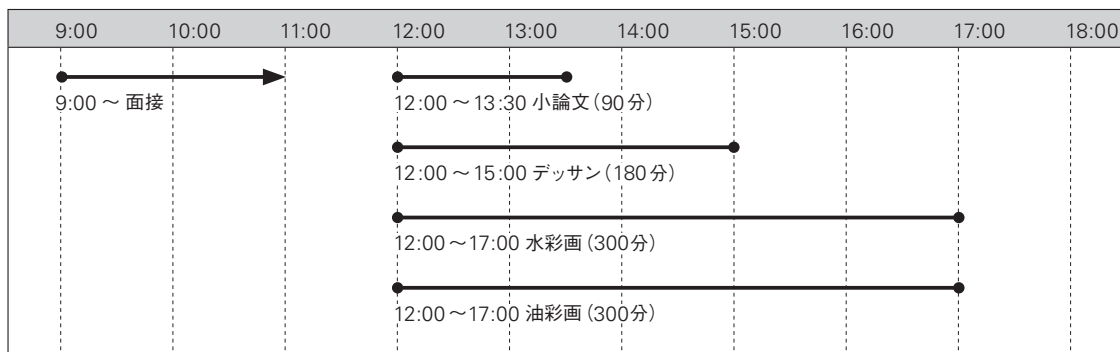 9:00 10:00 11:00 12:00 13:00 14:00 15:00 16:00 17:00 18:00
9:00 ～ 面接
12:00 ～ 13:30 小論文（90分）
12:00 ～ 15:00 デッサン（180分）
12:00～17:00 水彩画（300分）
12:00～17:00 油彩画（300分）